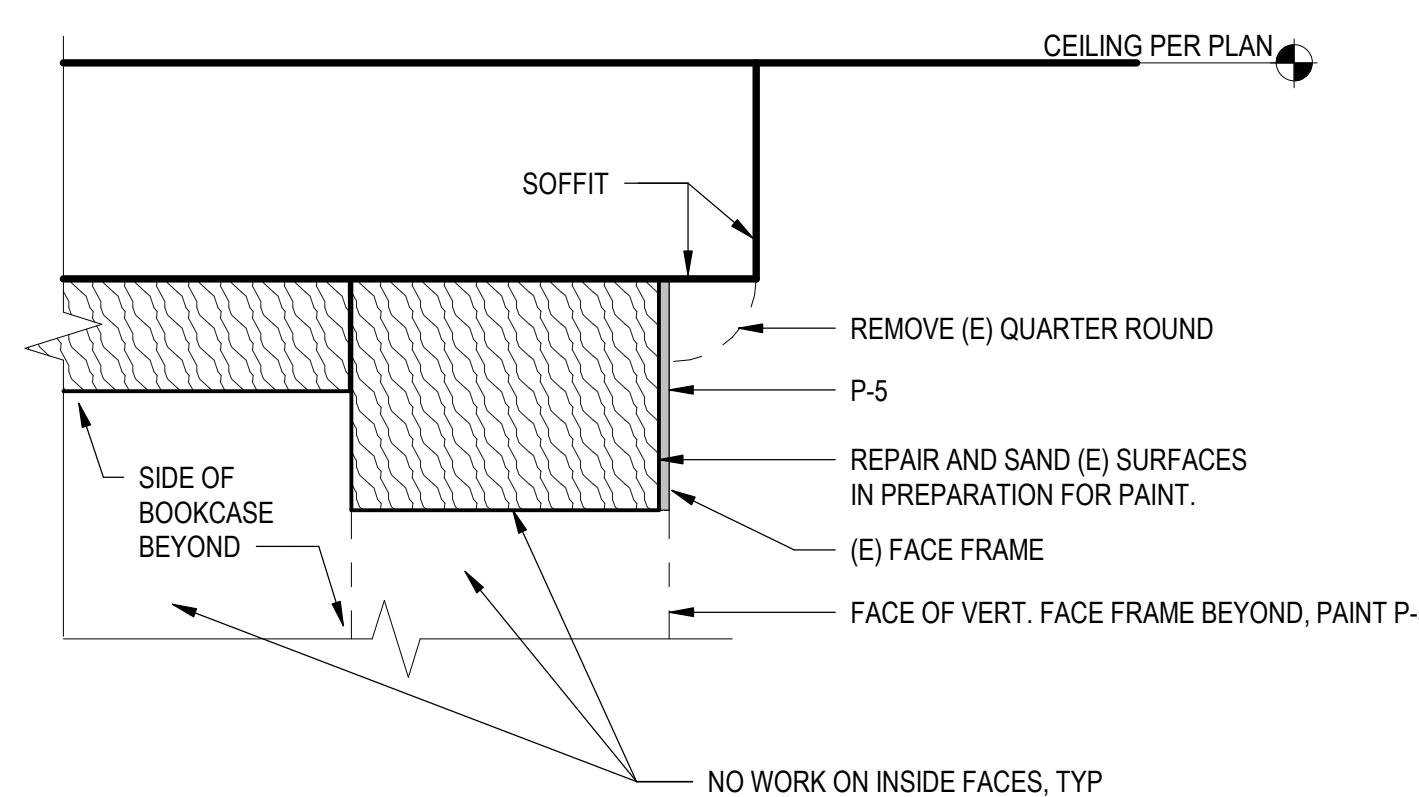 CEILING PER PLAN
SOFFIT
REMOVE (E) QUARTER ROUND
P-5
REPAIR AND SAND (E) SURFACES
IN PREPARATION FOR PAINT.
SIDE OF
BOOKCASE
BEYOND
(E) FACE FRAME
FACE OF VERT. FACE FRAME BEYOND, PAINT
NO WORK ON INSIDE FACES, TYP